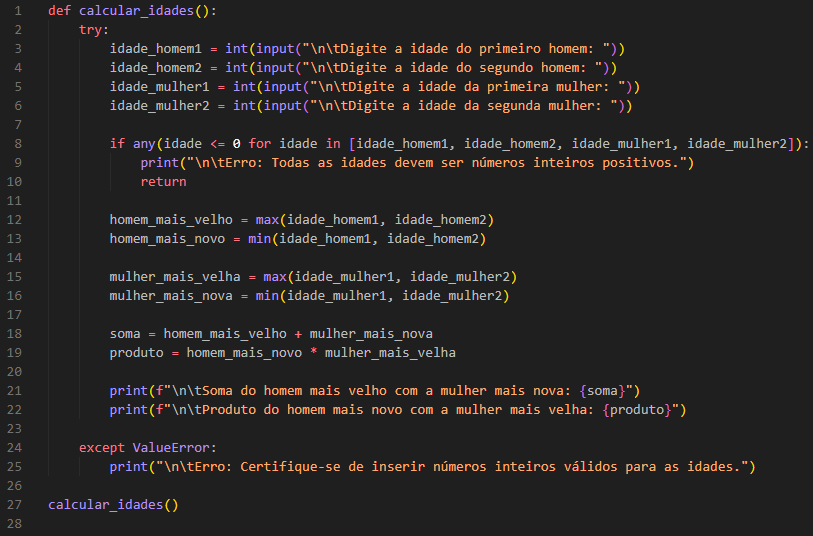 1 def calcular_idades():
2     try:
3         idade_homem1 = int(input("\n\tDigite a idade do primeiro homem: "))
4         idade_homem2 = int(input("\n\tDigite a idade do segundo homem: "))
5         idade_mulher1 = int(input("\n\tDigite a idade da primeira mulher: "))
6         idade_mulher2 = int(input("\n\tDigite a idade da segunda mulher: "))
7
8         if any(idade <= 0 for idade in [idade_homem1, idade_homem2, idade_mulher1, idade_mulher2]):
9             print("\n\tErro: Todas as idades devem ser números inteiros positivos.")
10             return
11
12         homem_mais_velho = max(idade_homem1, idade_homem2)
13         homem_mais_novo = min(idade_homem1, idade_homem2)
14
15         mulher_mais_velha = max(idade_mulher1, idade_mulher2)
16         mulher_mais_nova = min(idade_mulher1, idade_mulher2)
17
18         soma = homem_mais_velho + mulher_mais_nova
19         produto = homem_mais_novo * mulher_mais_velha
20
21         print(f"\n\tSoma do homem mais velho com a mulher mais nova: {soma}")
22         print(f"\n\tProduto do homem mais novo com a mulher mais velha: {produto}")
23
24     except ValueError:
25         print("\n\tErro: Certifique-se de inserir números inteiros válidos para as idades.")
26
27 calcular_idades()
28